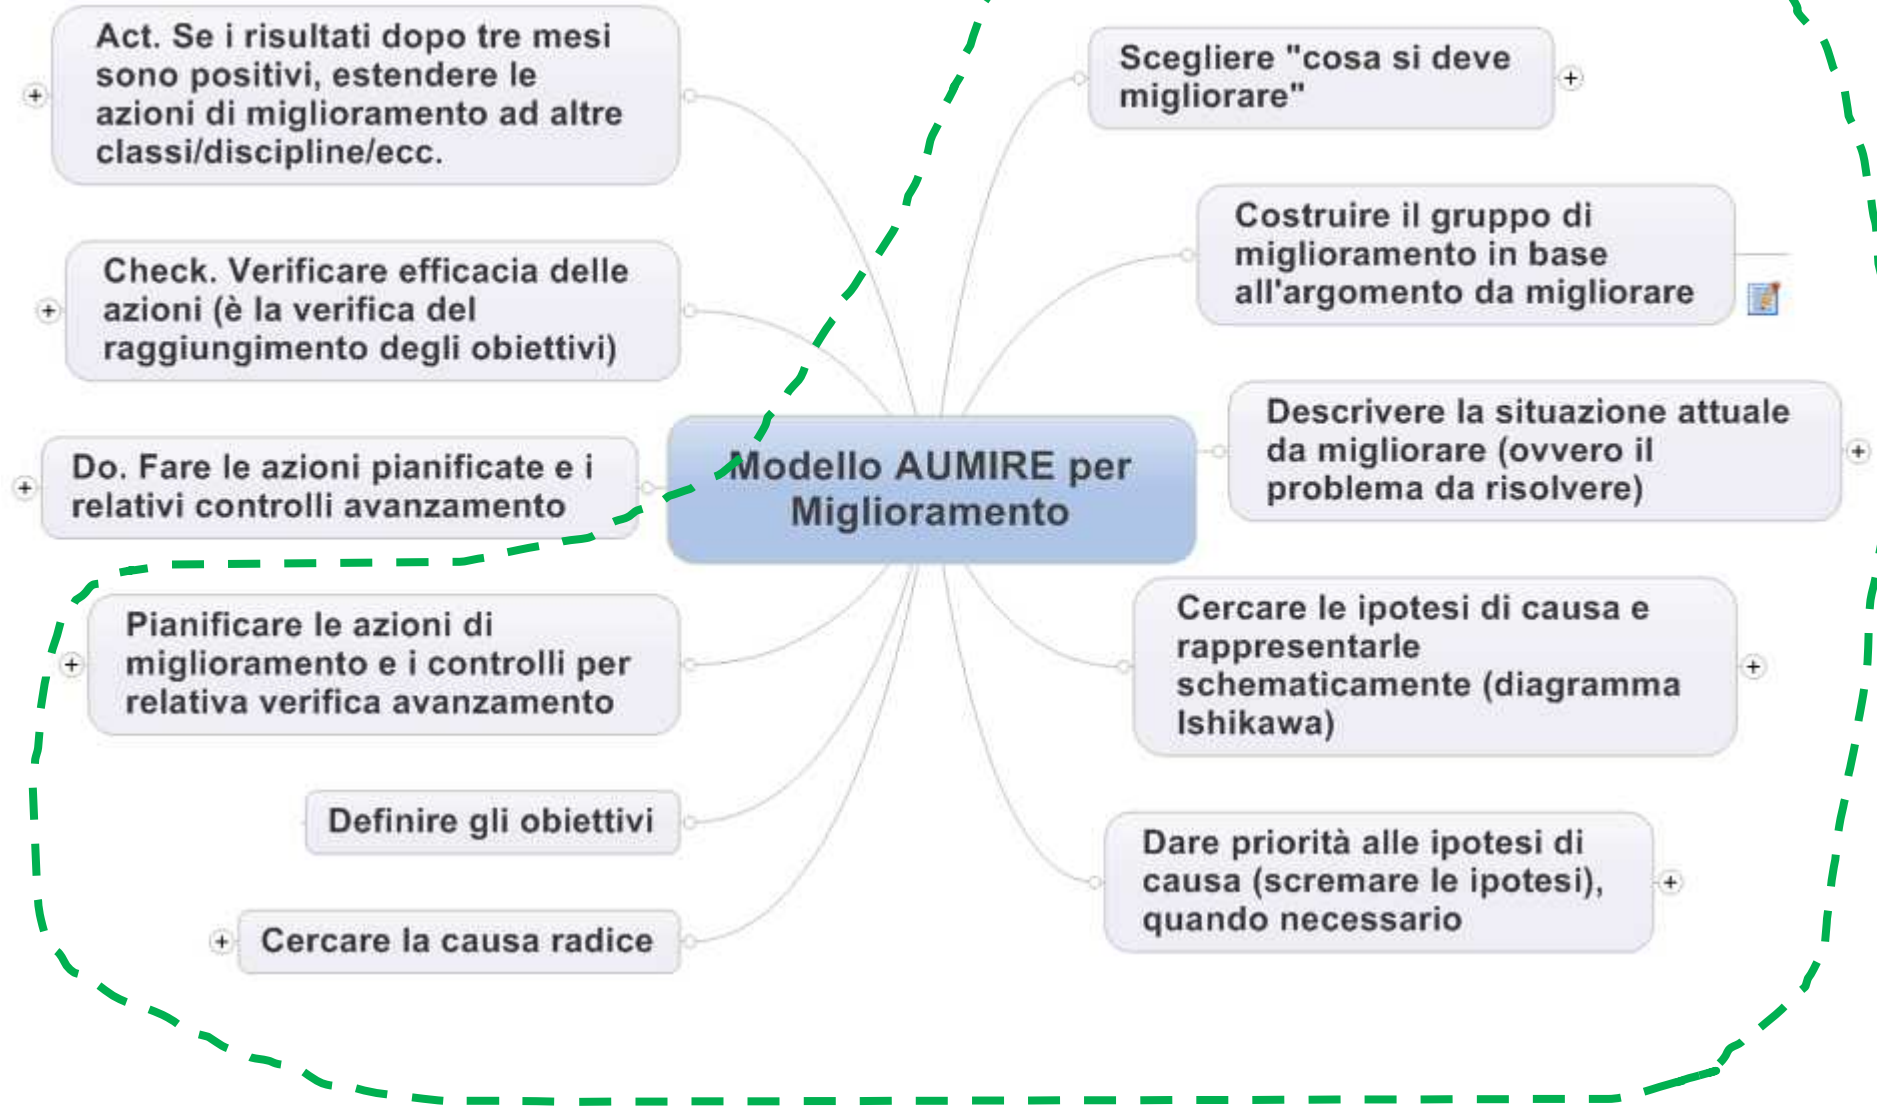 Modello AUMIRE per
Miglioramento
Scegliere "cosa si deve
migliorare"
Costruire il gruppo di
miglioramento in base
all'argomento da migliorare
Descrivere la situazione attuale
da migliorare (ovvero il
problema da risolvere)
Cercare le ipotesi di causa e
rappresentarle
schematicamente (diagramma
Ishikawa)
Dare priorità alle ipotesi di
causa (scremare le ipotesi),
quando necessario
Cercare la causa radice
Definire gli obiettivi
Pianificare le azioni di
miglioramento e i controlli per
relativa verifica avanzamento
Do. Fare le azioni pianificate e i
relativi controlli avanzamento
Check. Verificare efficacia delle
azioni (è la verifica del
raggiungimento degli obiettivi)
Act. Se i risultati dopo tre mesi
sono positivi, estendere le
azioni di miglioramento ad altre
classi/discipline/ecc.